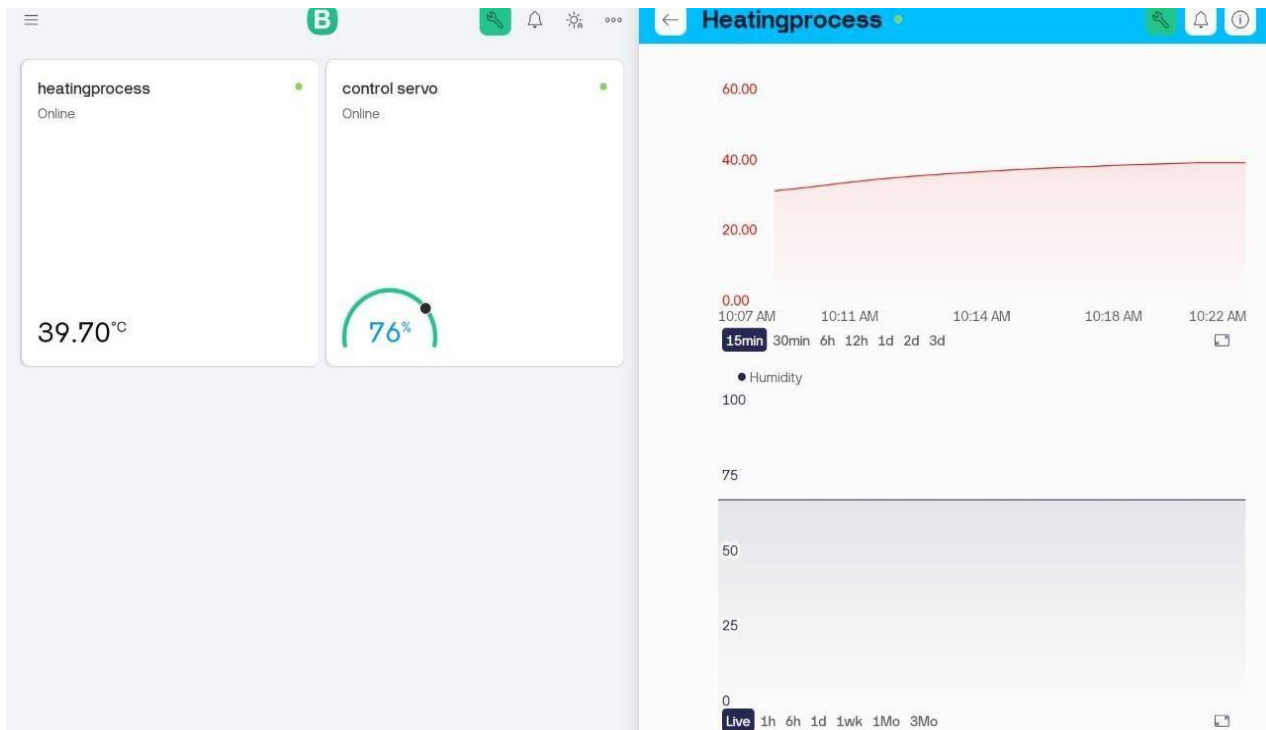 B
heatingprocess
Online
39.70°C
control servo
Online
76%
Heatingprocess
60.00
40.00
20.00
0.00
10:07 AM 10:11 AM 10:14 AM 10:18 AM 10:22 AM
15min 30min 6h 12h 1d 2d 3d
Humidity
100
75
50
25
0
Live 1h 6h 1d 1wk 1Mo 3Mo